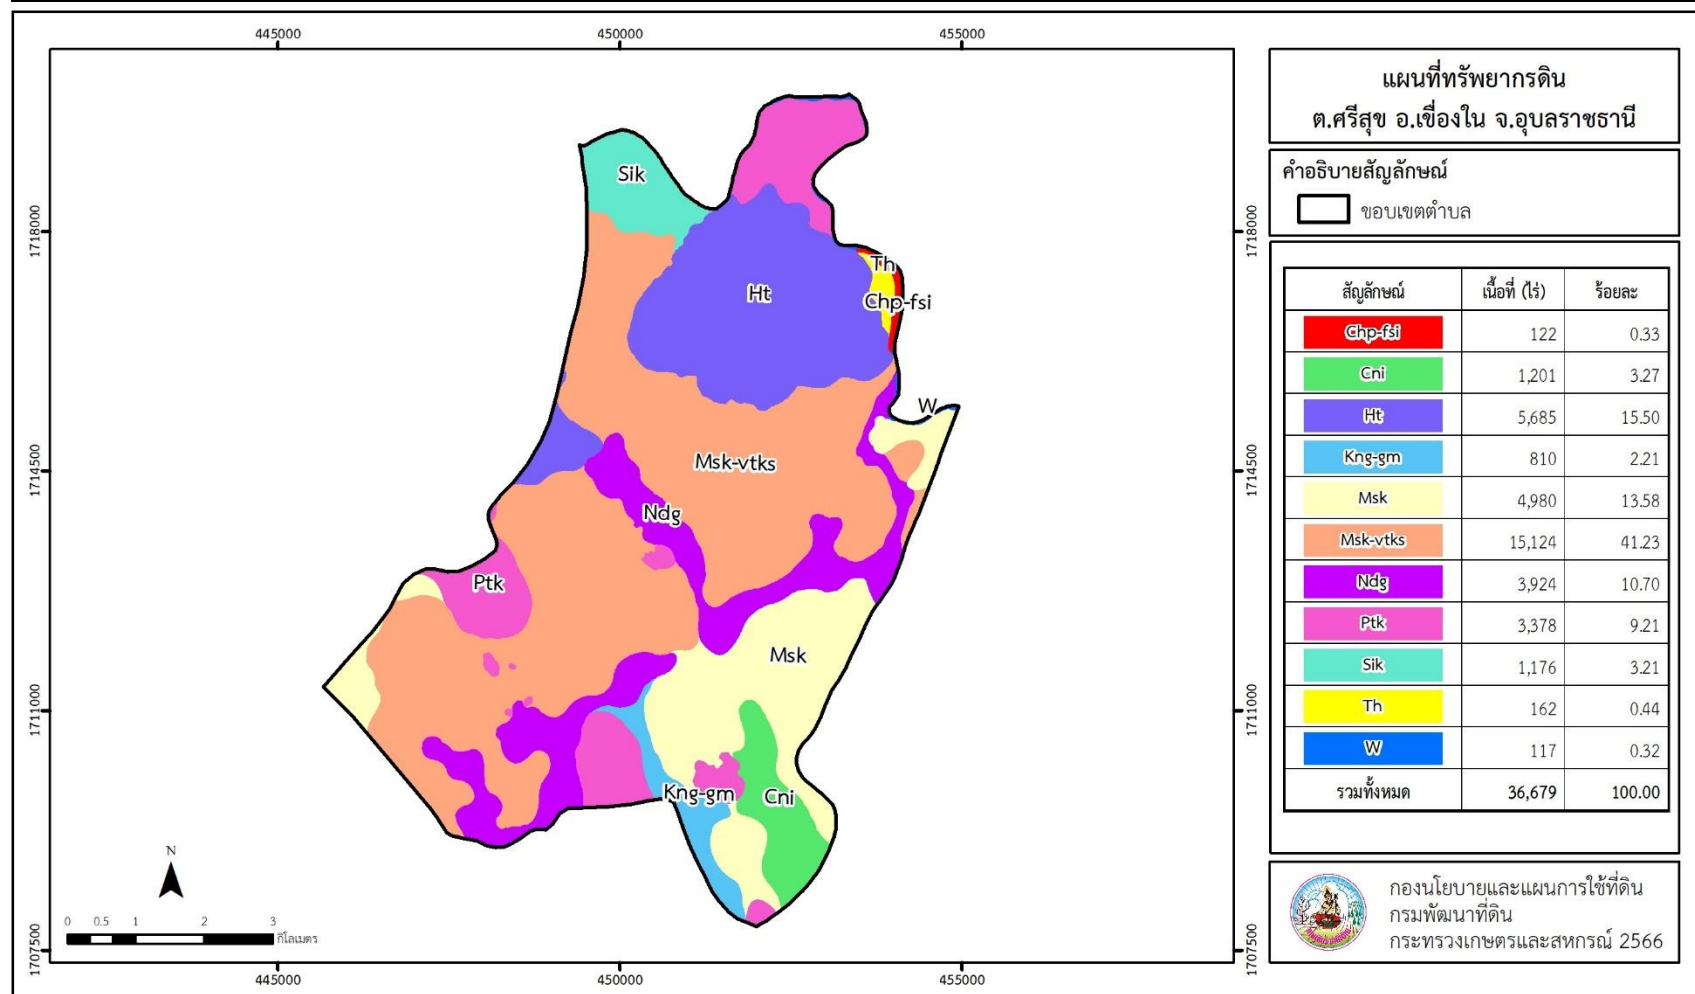 445000
450000
455000
1718000
1714500
1711000
1707500
1718000
1714500
1711000
1707500
Sik
Ht
Th
Chp-fsi
W
Msk-vtks
Ndg
Ptk
Msk
Kng-gm
Cni
N
0 0.5 1 2 3
กิโลเมตร
445000
450000
455000
แผนที่ทรัพยากรดิน
ต.ศรีสุข อ.เขื่องใน จ.อุบลราชธานี
คำอธิบายสัญลักษณ์
ขอบเขตตำบล
สัญลักษณ์ เนื้อที่ (ไร่) ร้อยละ
Chp-fsi 122 0.33
Cni 1,201 3.27
Ht 5,685 15.50
Kng-gm 810 2.21
Msk 4,980 13.58
Msk-vtks 15,124 41.23
Ndg 3,924 10.70
Ptk 3,378 9.21
Sik 1,176 3.21
Th 162 0.44
W 117 0.32
รวมทั้งหมด 36,679 100.00
กองนโยบายและแผนการใช้ที่ดิน
กรมพัฒนาที่ดิน
กระทรวงเกษตรและสหกรณ์ 2566